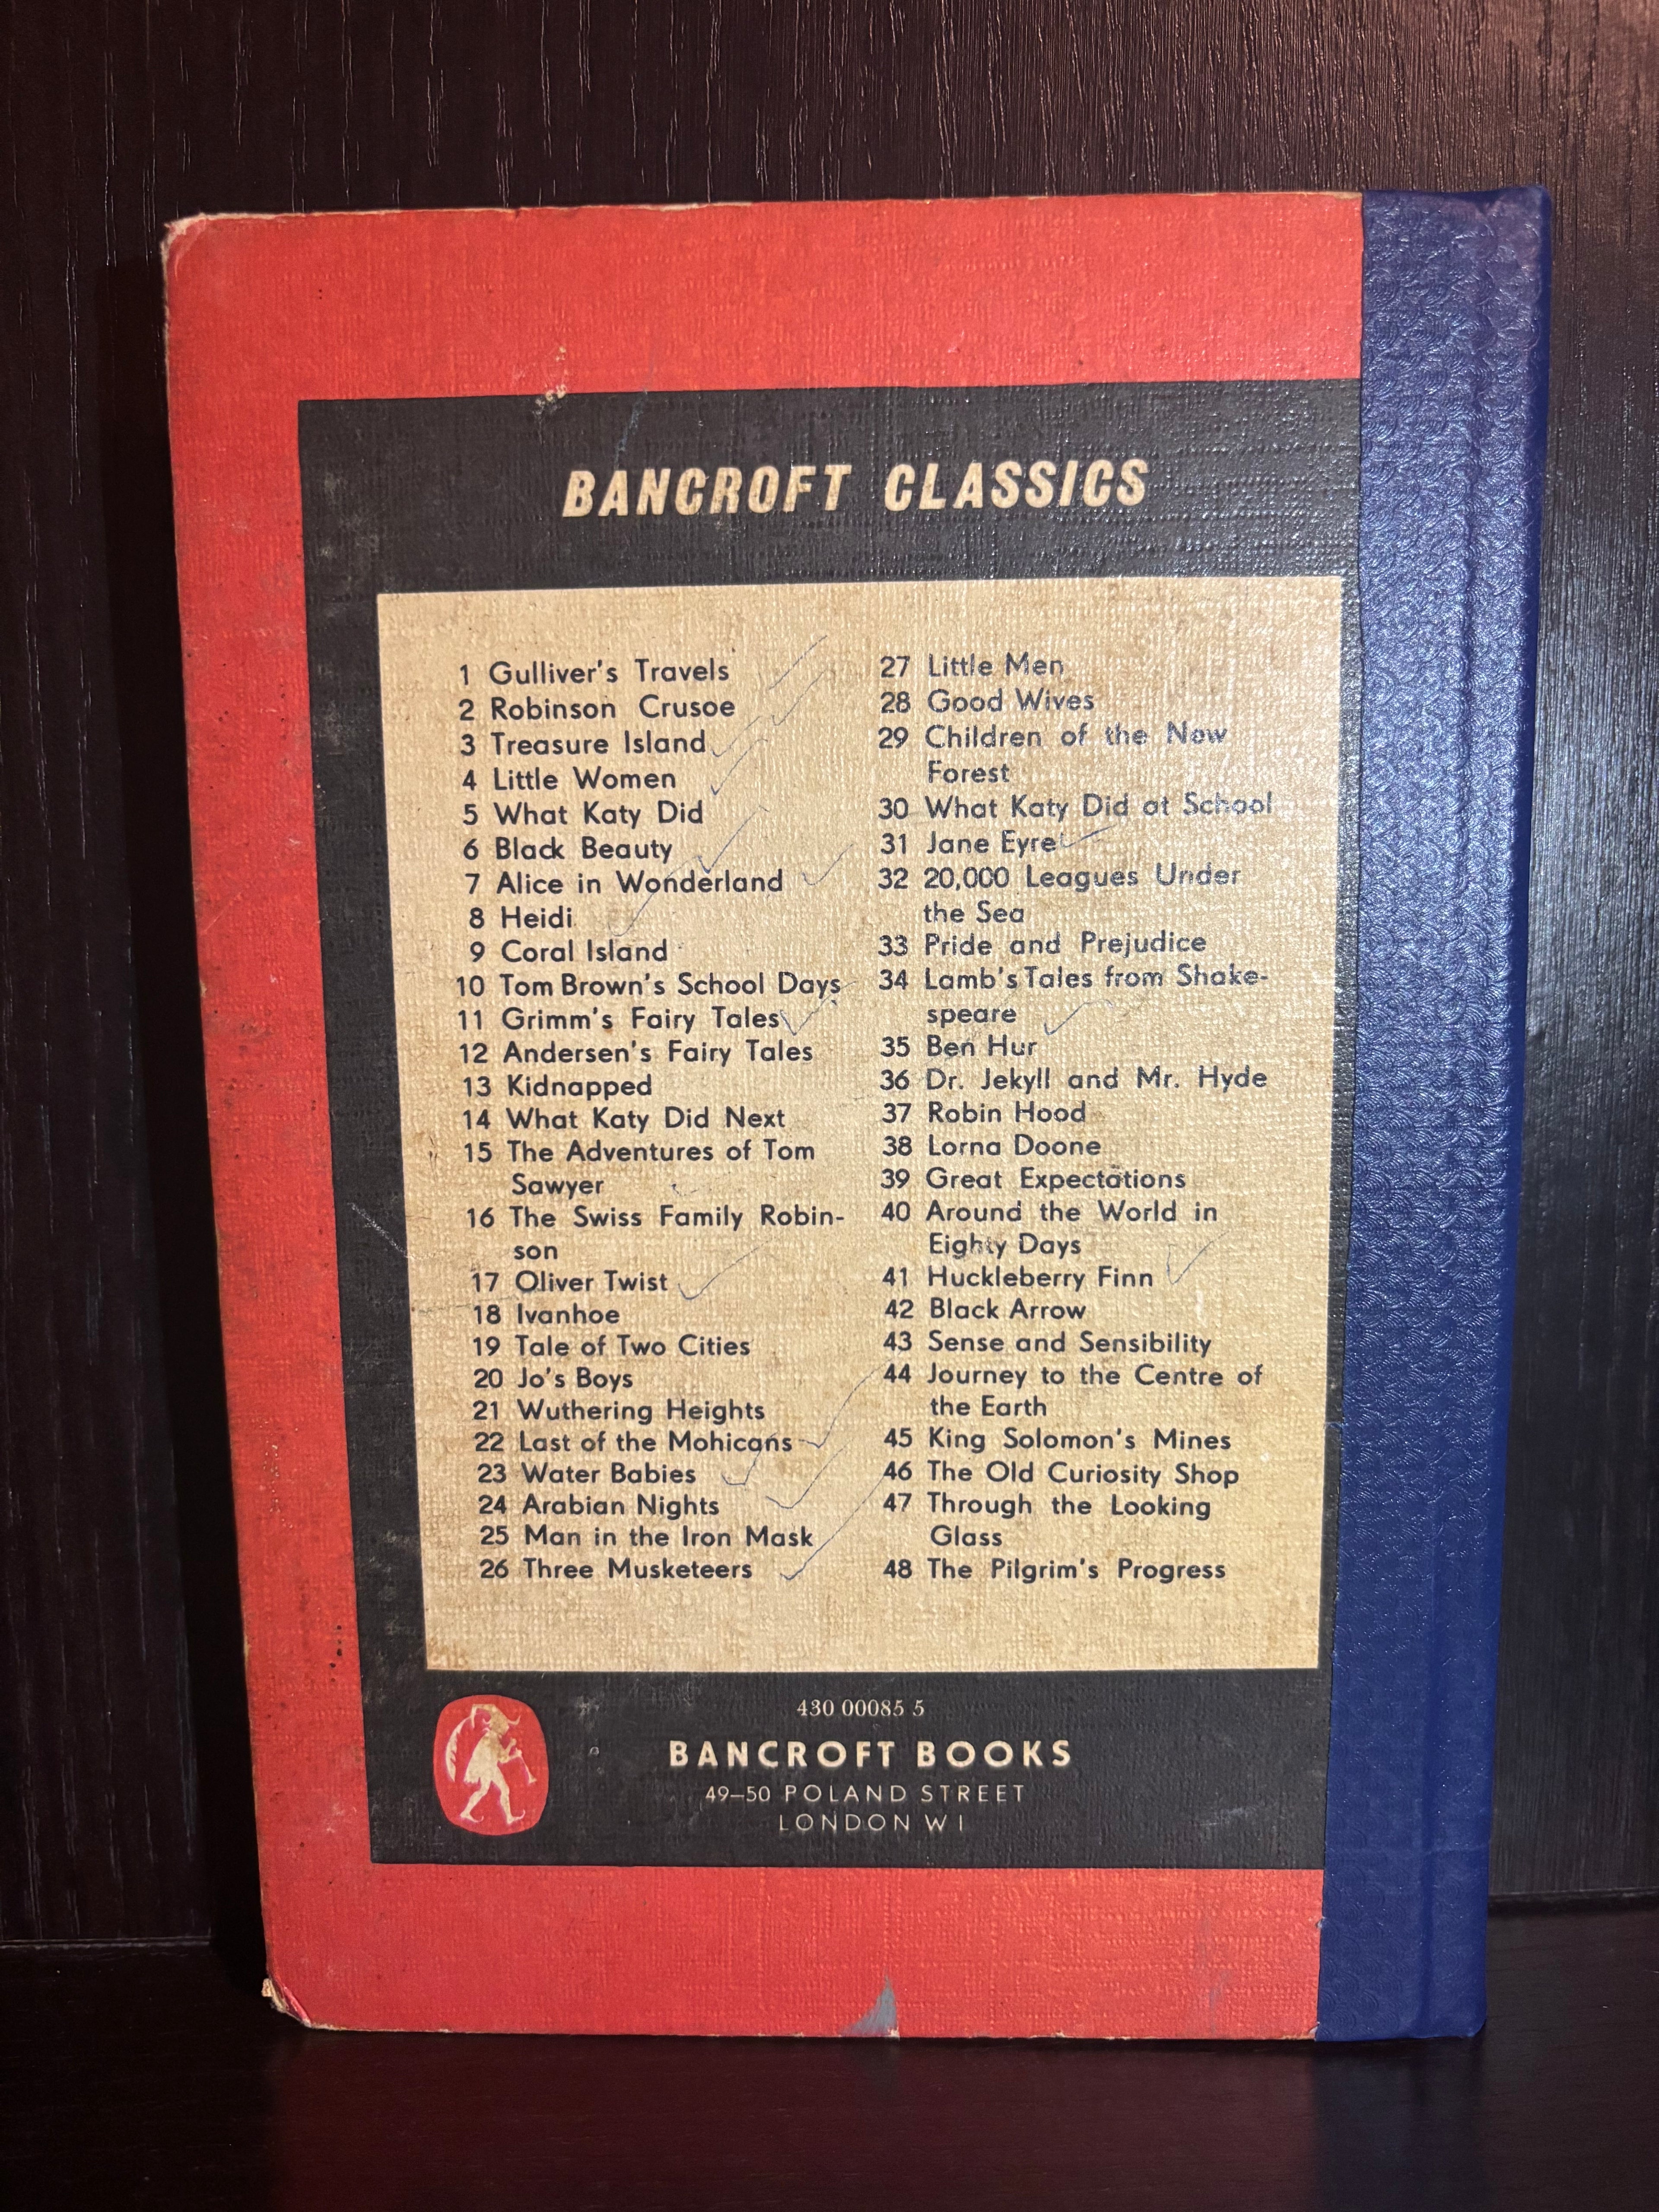 BANCROFT CLASSICS
1 Gulliver's Travels
2 Robinson Crusoe
3 Treasure Island
4 Little Women
5 What Katy Did
6 Black Beauty
7 Alice in Wonderland
8 Heidi
9 Coral Island
10 Tom Brown's School Days
11 Grimm's Fairy Tales
12 Andersen's Fairy Tales
13 Kidnapped
14 What Katy Did Next
15 The Adventures of Tom
Sawyer
16 The Swiss Family Robin-
son
17 Oliver Twist
18 Ivanhoe
19 Tale of Two Cities
20 Jo's Boys
21 Wuthering Heights
22 Last of the Mohicans
23 Water Babies
24 Arabian Nights
25 Man in the Iron Mask
26 Three Musketeers
27 Little Men
28 Good Wives
29 Children of the New
Forest
30 What Katy Did at School
31 Jane Eyre
32 20,000 Leagues Under
the Sea
33 Pride and Prejudice
34 Lamb's Tales from Shake-
speare
35 Ben Hur
36 Dr. Jekyll and Mr. Hyde
37 Robin Hood
38 Lorna Doone
39 Great Expectations
40 Around the World in
Eighty Days
41 Huckleberry Finn
42 Black Arrow
43 Sense and Sensibility
44 Journey to the Centre of
the Earth
45 King Solomon's Mines
46 The Old Curiosity Shop
47 Through the Looking
Glass
48 The Pilgrim's Progress
430 00085 5
BANCROFT BOOKS
49–50 POLAND STREET
LONDON W1